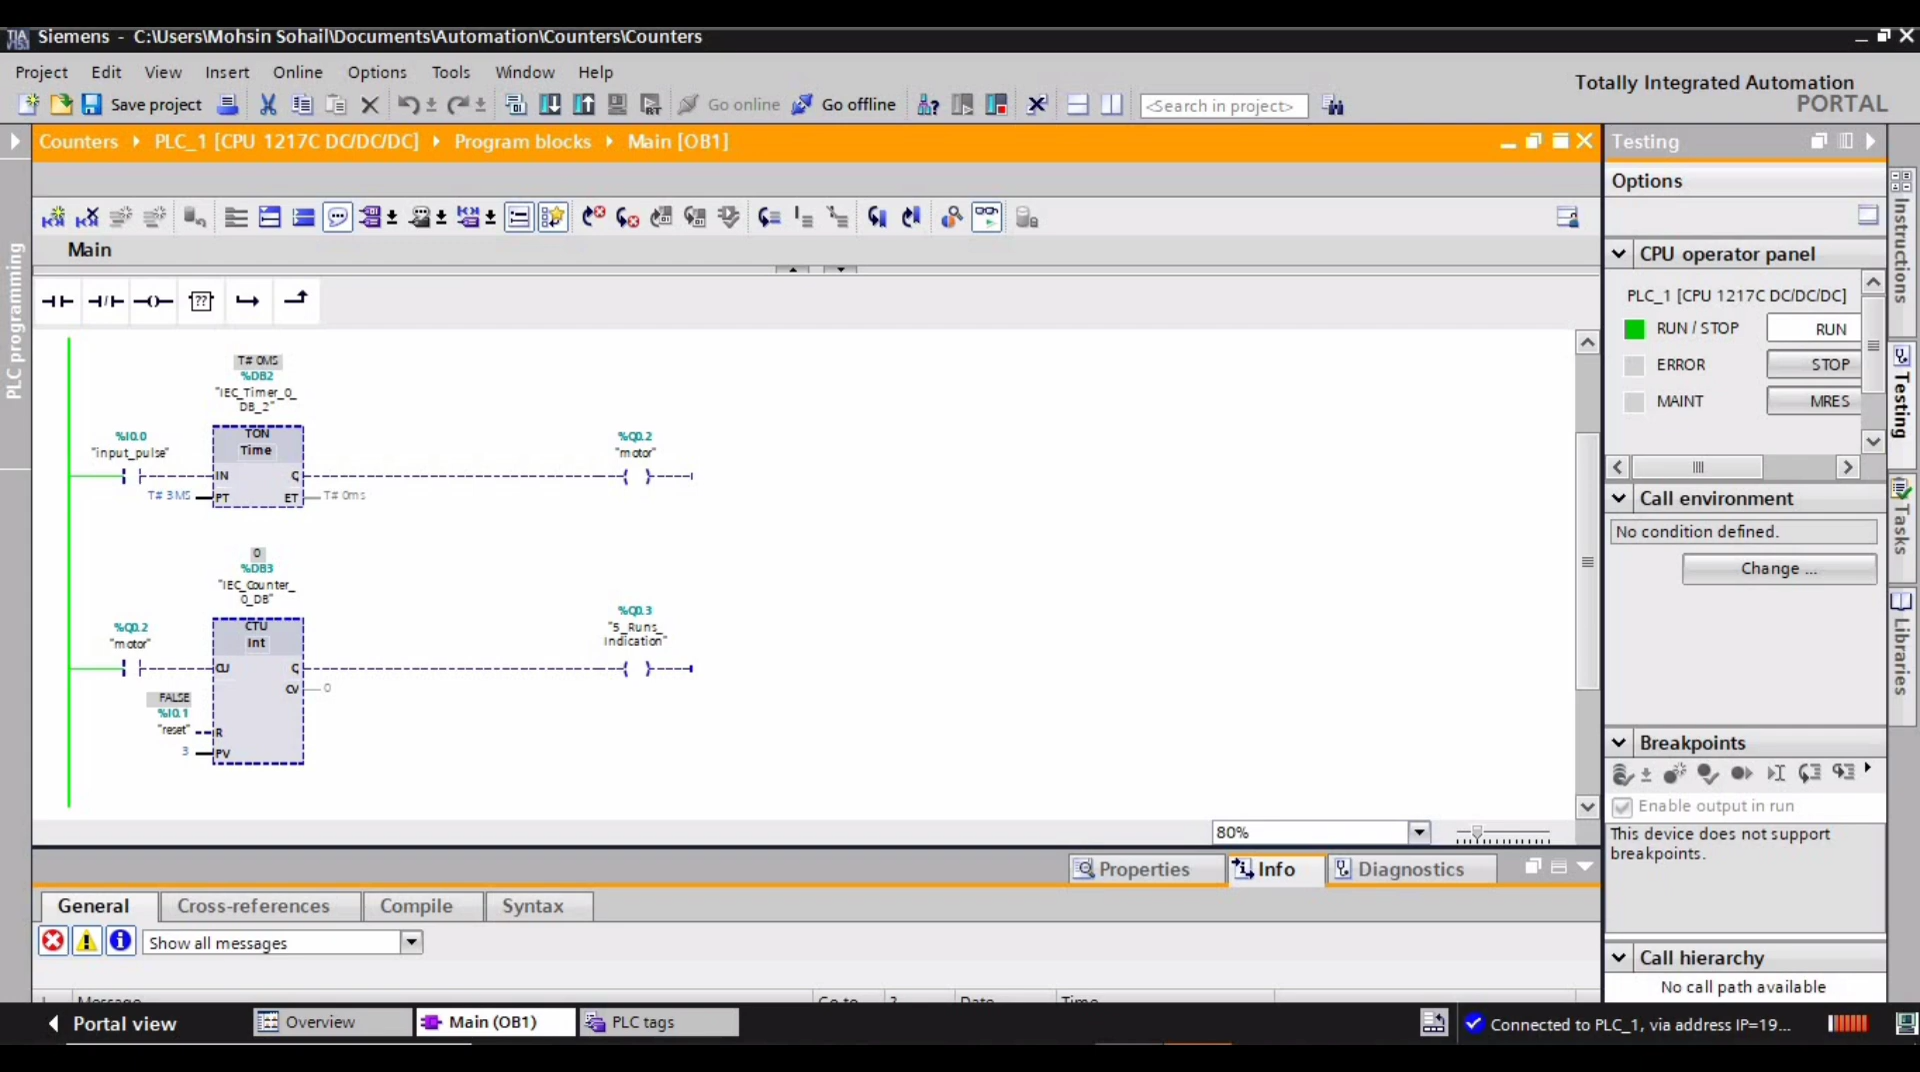 Siemens - C:\Users\Mohsin Sohail\Documents\Automation\Counters\Counters
Project Edit View Insert Online Options Tools Window Help
Totally Integrated Automation
PORTAL
Save project Go online Go offline <Search in project>
Counters PLC_1 [CPU 1217C DC/DC/DC] Program blocks Main [OB1]
PLC programming
Main
??
T# 0MS
%DB2
"IEC_Timer_0_
DB_2"
TON
Time
%I0.0
"input_pulse"
%Q0.2
"motor"
IN Q
T# 3MS PT ET T# 0ms
0
%DB3
"IEC_Counter_
0_DB"
CTU
Int
%Q0.2
"motor"
%Q0.3
"5_Runs_
Indication"
CU Q
CV 0
FALSE
%I0.1
"reset" R
3 PV
80%
Testing
Options
CPU operator panel
PLC_1 [CPU 1217C DC/DC/DC]
RUN / STOP RUN
ERROR STOP
MAINT MRES
Call environment
No condition defined.
Change ...
Breakpoints
Enable output in run
This device does not support
breakpoints.
Call hierarchy
No call path available
Instructions
Testing
Tasks
Libraries
Properties Info Diagnostics
General Cross-references Compile Syntax
Show all messages
Message Go to ? Date Time
Portal view Overview Main (OB1) PLC tags Connected to PLC_1, via address IP=19...